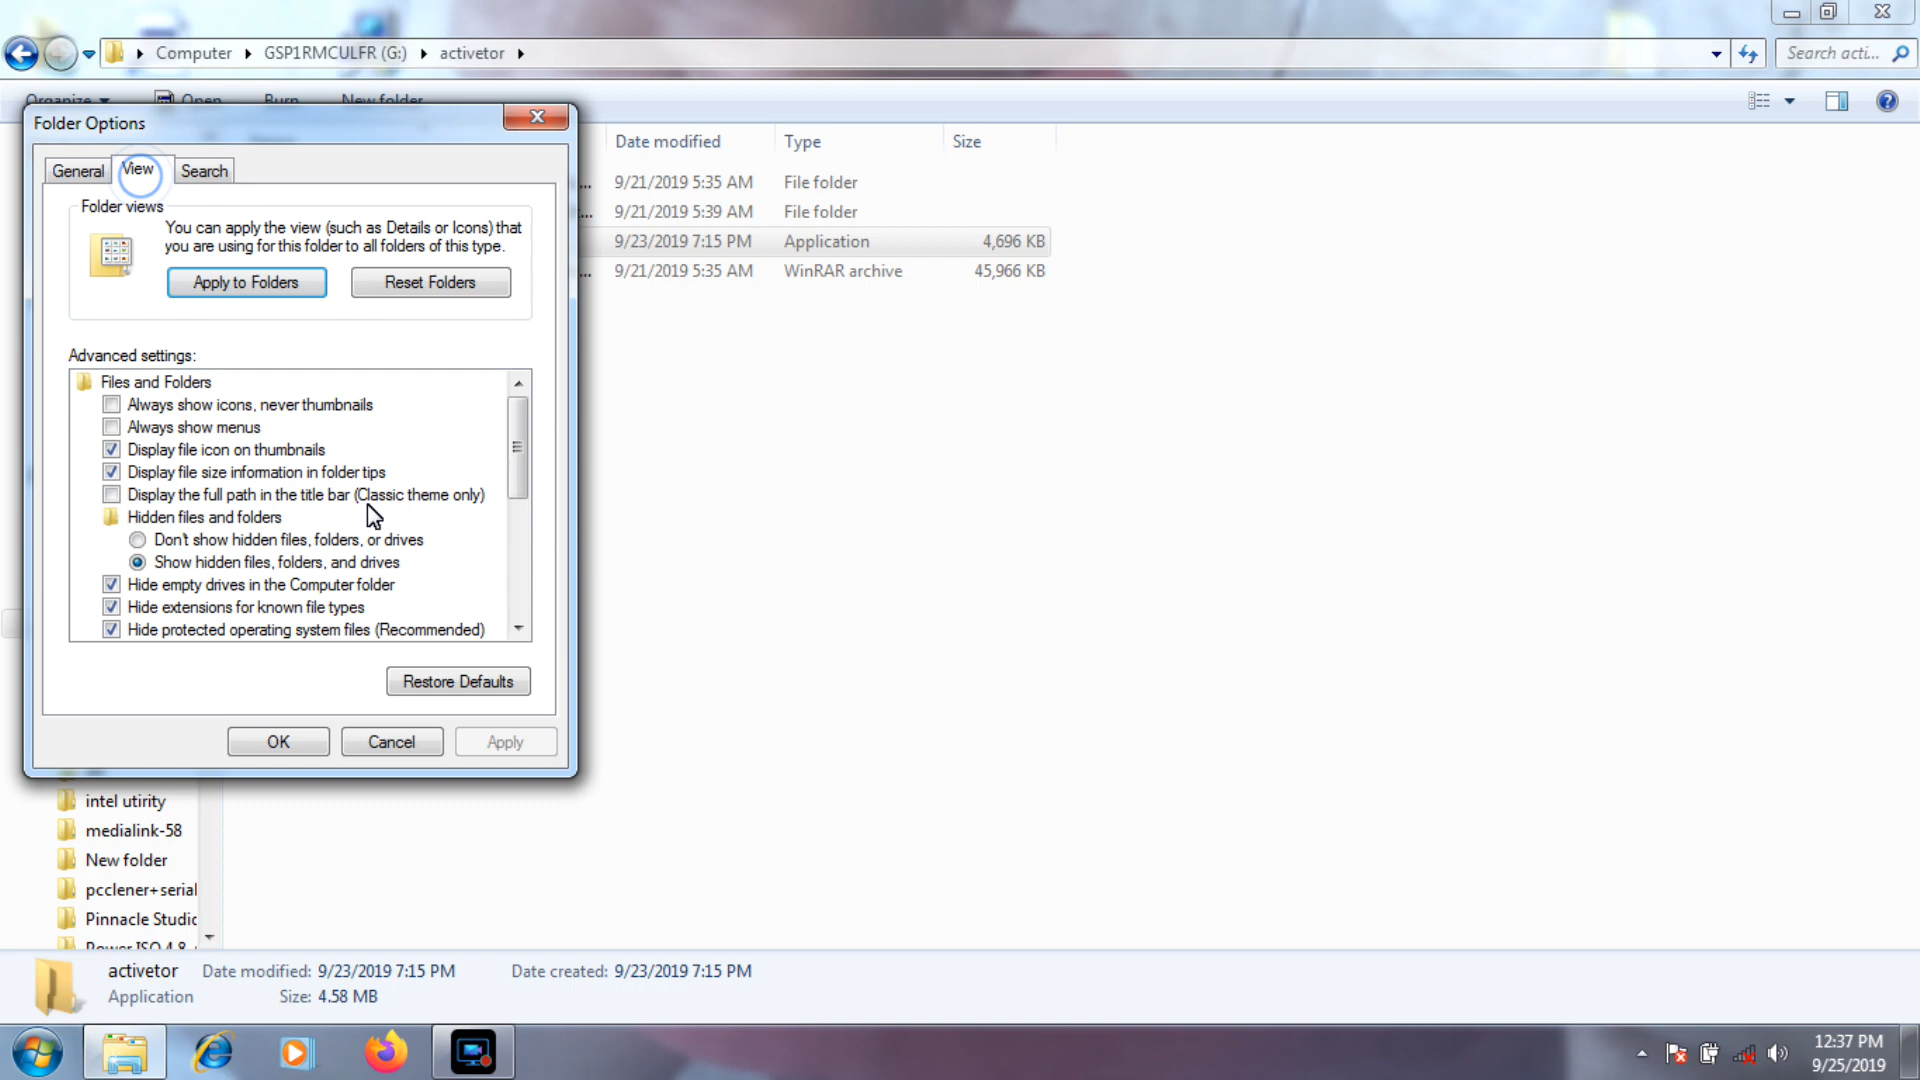 Computer GSP1RMCULFR (G:) activetor
Search acti...
Organize Open Burn New folder
Folder Options
General View Search
Folder views
You can apply the view (such as Details or Icons) that
you are using for this folder to all folders of this type.
Apply to Folders Reset Folders
Advanced settings:
Files and Folders
Always show icons, never thumbnails
Always show menus
Display file icon on thumbnails
Display file size information in folder tips
Display the full path in the title bar (Classic theme only)
Hidden files and folders
Don't show hidden files, folders, or drives
Show hidden files, folders, and drives
Hide empty drives in the Computer folder
Hide extensions for known file types
Hide protected operating system files (Recommended)
Restore Defaults
OK Cancel Apply
Date modified Type Size
... 9/21/2019 5:35 AM File folder
... 9/21/2019 5:39 AM File folder
9/23/2019 7:15 PM Application 4,696 KB
... 9/21/2019 5:35 AM WinRAR archive 45,966 KB
intel utirity
medialink-58
New folder
pcclener+serial
Pinnacle Studio
Power ISO 4.8
activetor Date modified: 9/23/2019 7:15 PM Date created: 9/23/2019 7:15 PM
Application Size: 4.58 MB
12:37 PM
9/25/2019